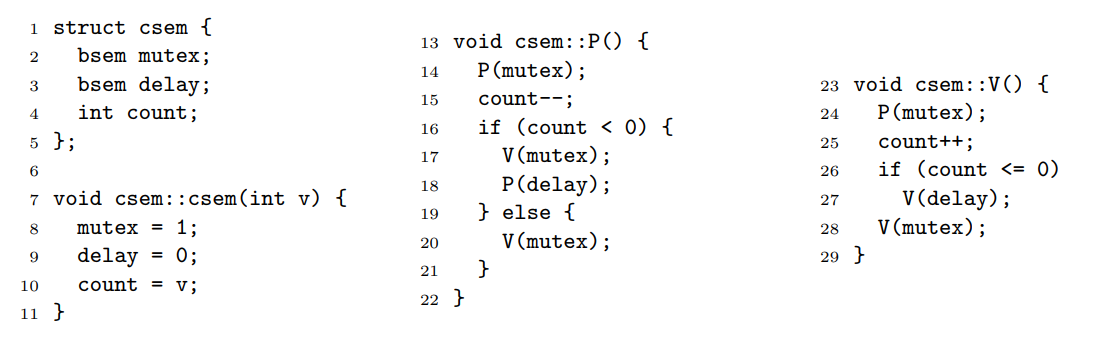 1 struct csem {
2   bsem mutex;
3   bsem delay;
4   int count;
5 };
6
7 void csem::csem(int v) {
8   mutex = 1;
9   delay = 0;
10   count = v;
11 }
13 void csem::P() {
14   P(mutex);
15   count--;
16   if (count < 0) {
17     V(mutex);
18     P(delay);
19   } else {
20     V(mutex);
21   }
22 }
23 void csem::V() {
24   P(mutex);
25   count++;
26   if (count <= 0)
27     V(delay);
28   V(mutex);
29 }